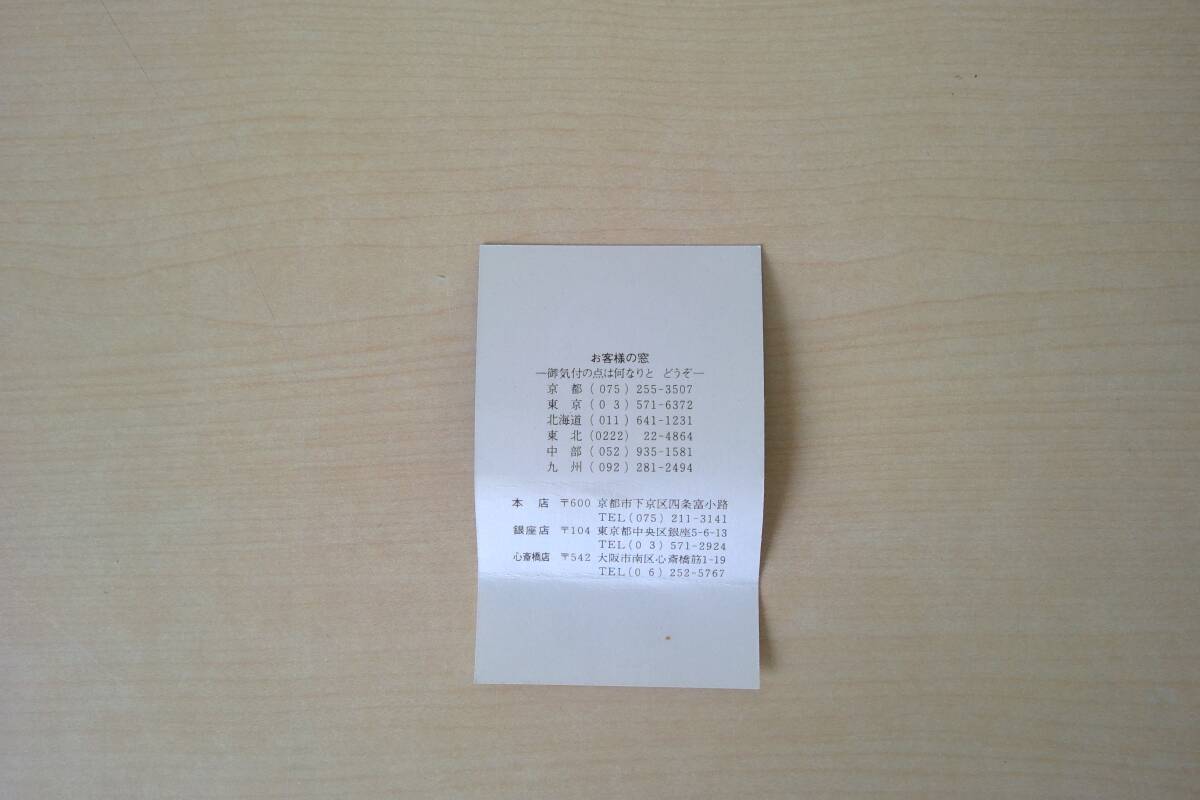 お客様の窓
―御気付の点は何なりと どうぞ―
京 都 (075) 255-3507
東 京 (0 3) 571-6372
北海道 (011) 641-1231
東 北 (0222) 22-4864
中 部 (052) 935-1581
九 州 (092) 281-2494
本 店 〒600 京都市下京区四条富小路
TEL (075) 211-3141
銀座店 〒104 東京都中央区銀座5-6-13
TEL (0 3) 571-2924
心斎橋店 〒542 大阪市南区心斎橋筋1-19
TEL (0 6) 252-5767